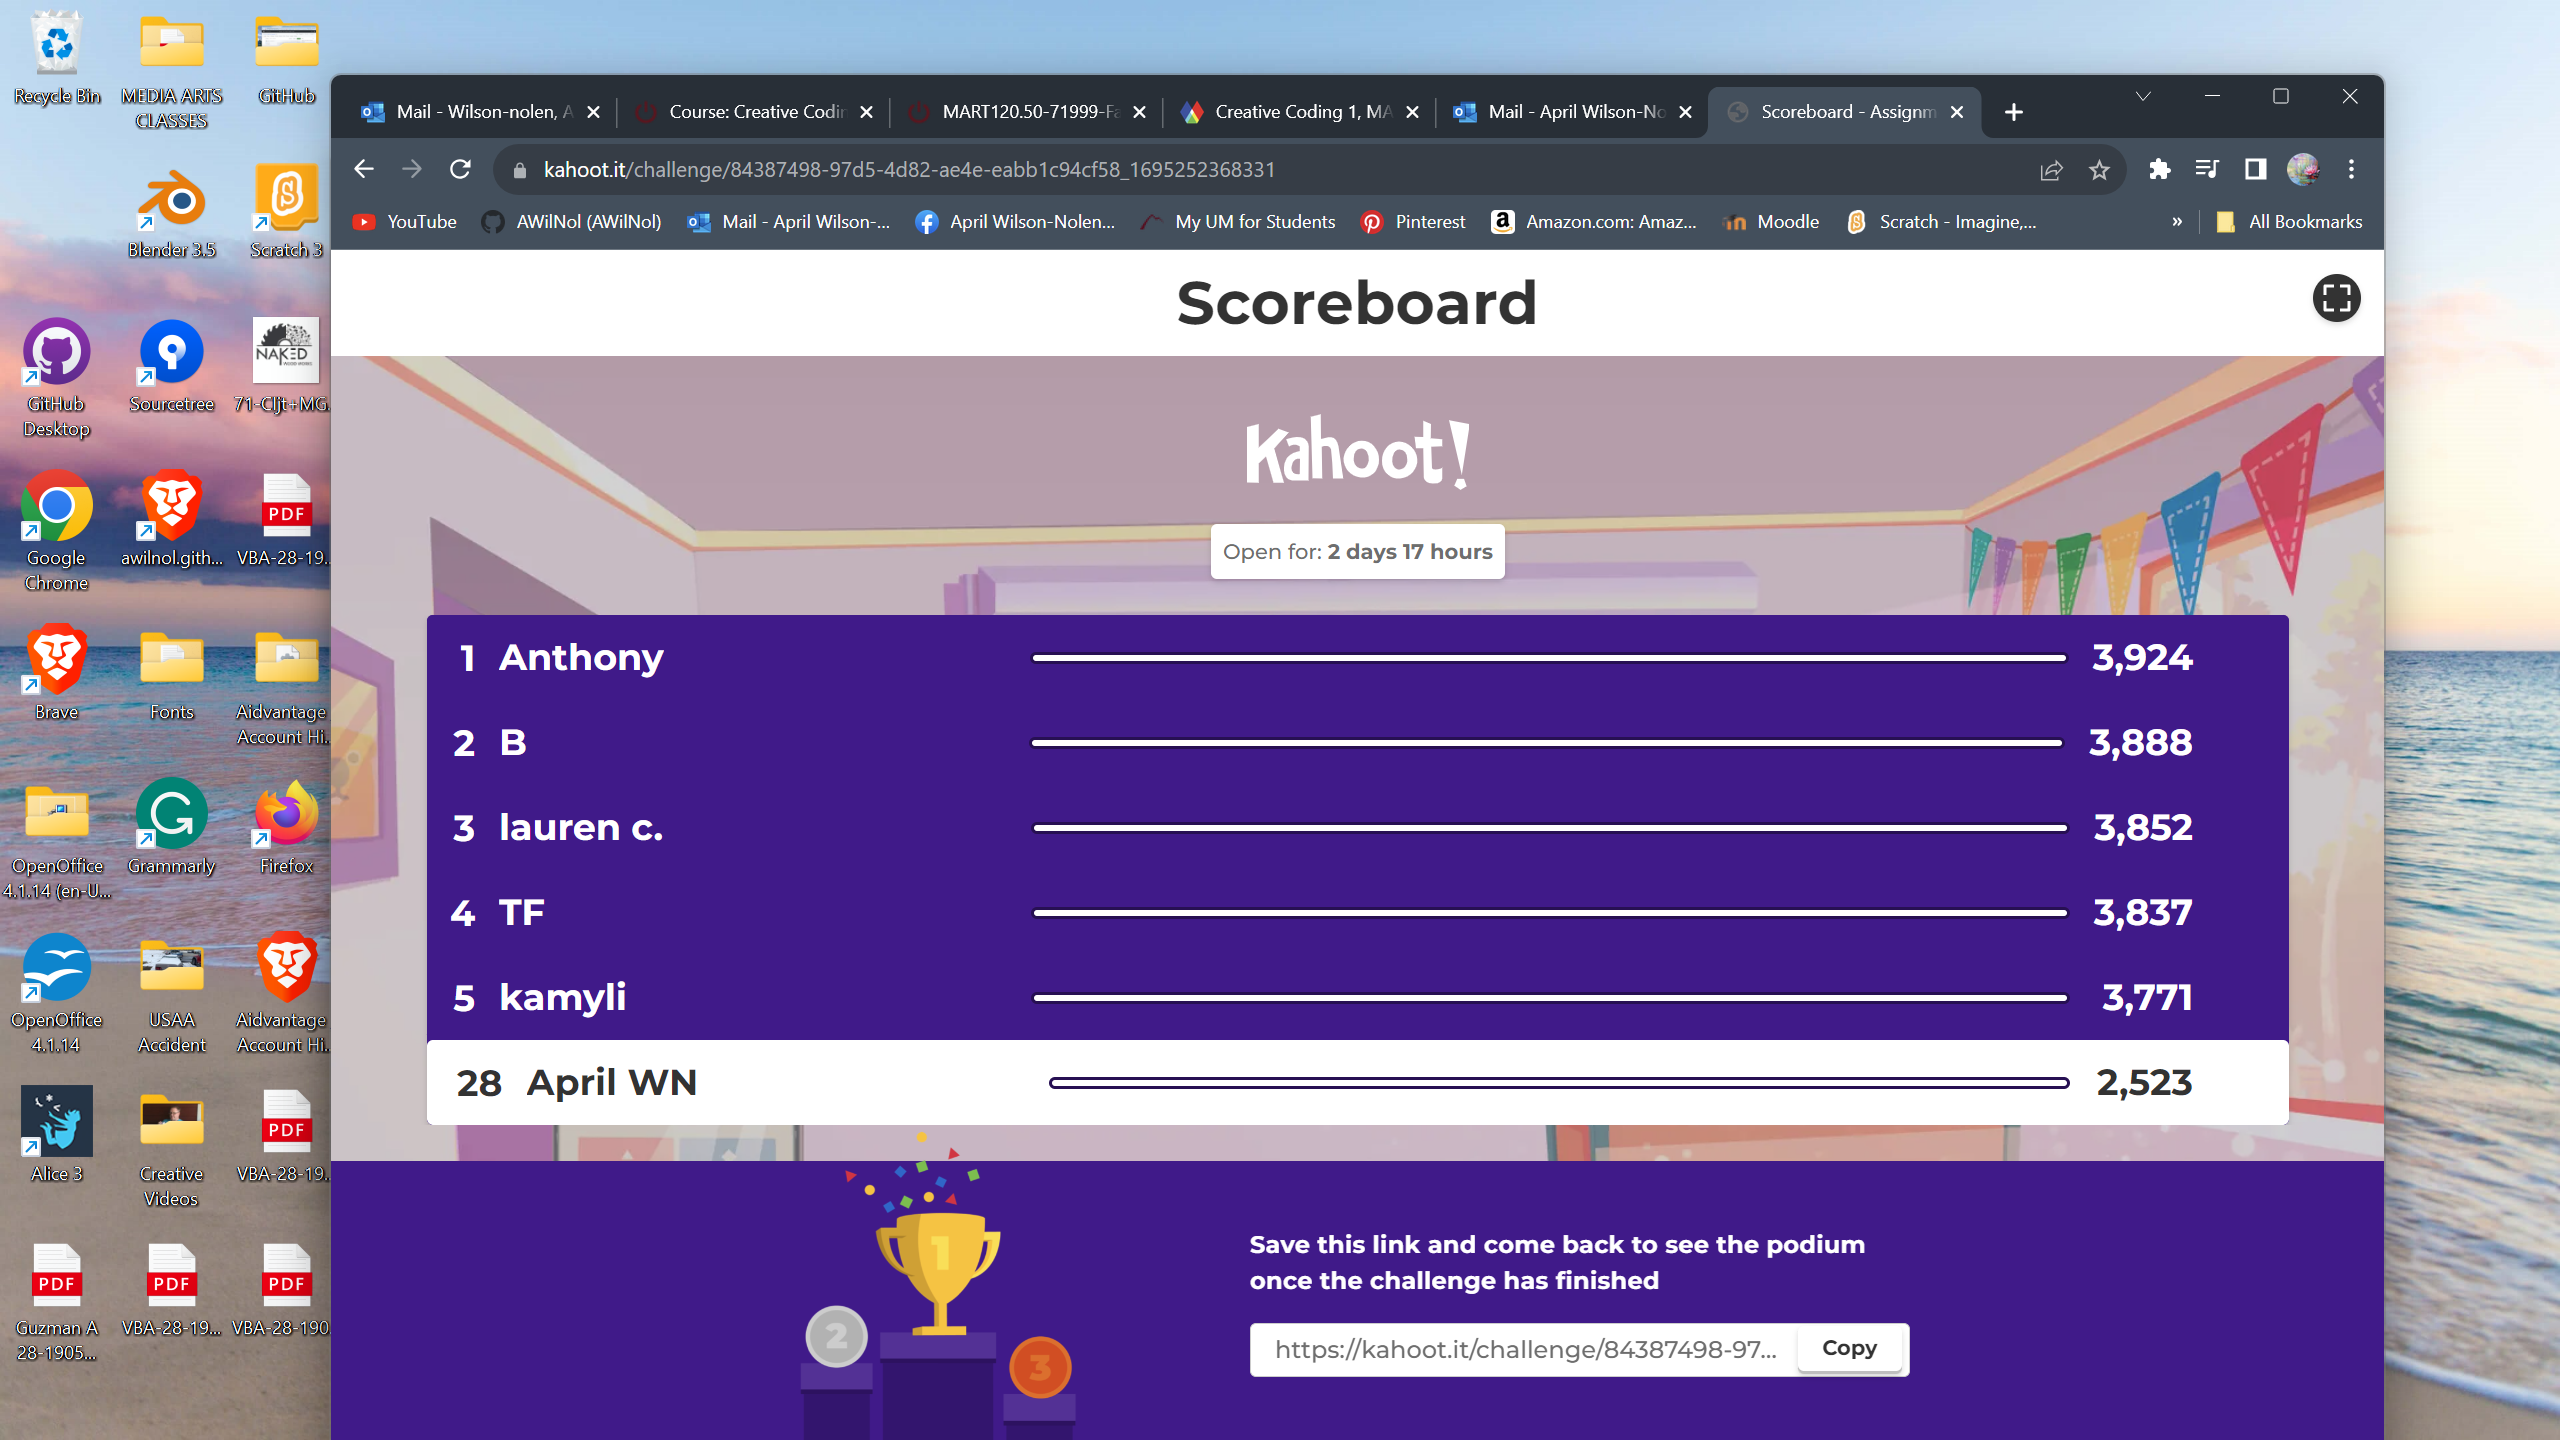 Recycle Bin
MEDIA ARTS
CLASSES
GitHub
Blender 3.5
Scratch 3
GitHub
Desktop
Sourcetree
NAKED
71-Cljt+MG...
Google
Chrome
awilnol.gith...
PDF
VBA-28-19...
Brave
Fonts
Aidvantage
Account Hi...
OpenOffice
4.1.14 (en-U...
Grammarly
Firefox
OpenOffice
4.1.14
USAA
Accident
Aidvantage
Account Hi...
Alice 3
Creative
Videos
PDF
VBA-28-19...
PDF
Guzman A
28-1905...
PDF
VBA-28-19...
PDF
VBA-28-190
Mail - Wilson-nolen, A
Course: Creative Codin
MART120.50-71999-Fa
Creative Coding 1, MA
Mail - April Wilson-No
Scoreboard - Assignm
kahoot.it/challenge/84387498-97d5-4d82-ae4e-eabb1c94cf58_1695252368331
YouTube
AWilNol (AWilNol)
Mail - April Wilson-...
April Wilson-Nolen...
My UM for Students
Pinterest
Amazon.com: Amaz...
Moodle
Scratch - Imagine,...
»
All Bookmarks
Scoreboard
Kahoot!
Open for: 2 days 17 hours
1 Anthony 3,924
2 B 3,888
3 lauren c. 3,852
4 TF 3,837
5 kamyli 3,771
28 April WN 2,523
1
2
3
Save this link and come back to see the podium
once the challenge has finished
https://kahoot.it/challenge/84387498-97...
Copy